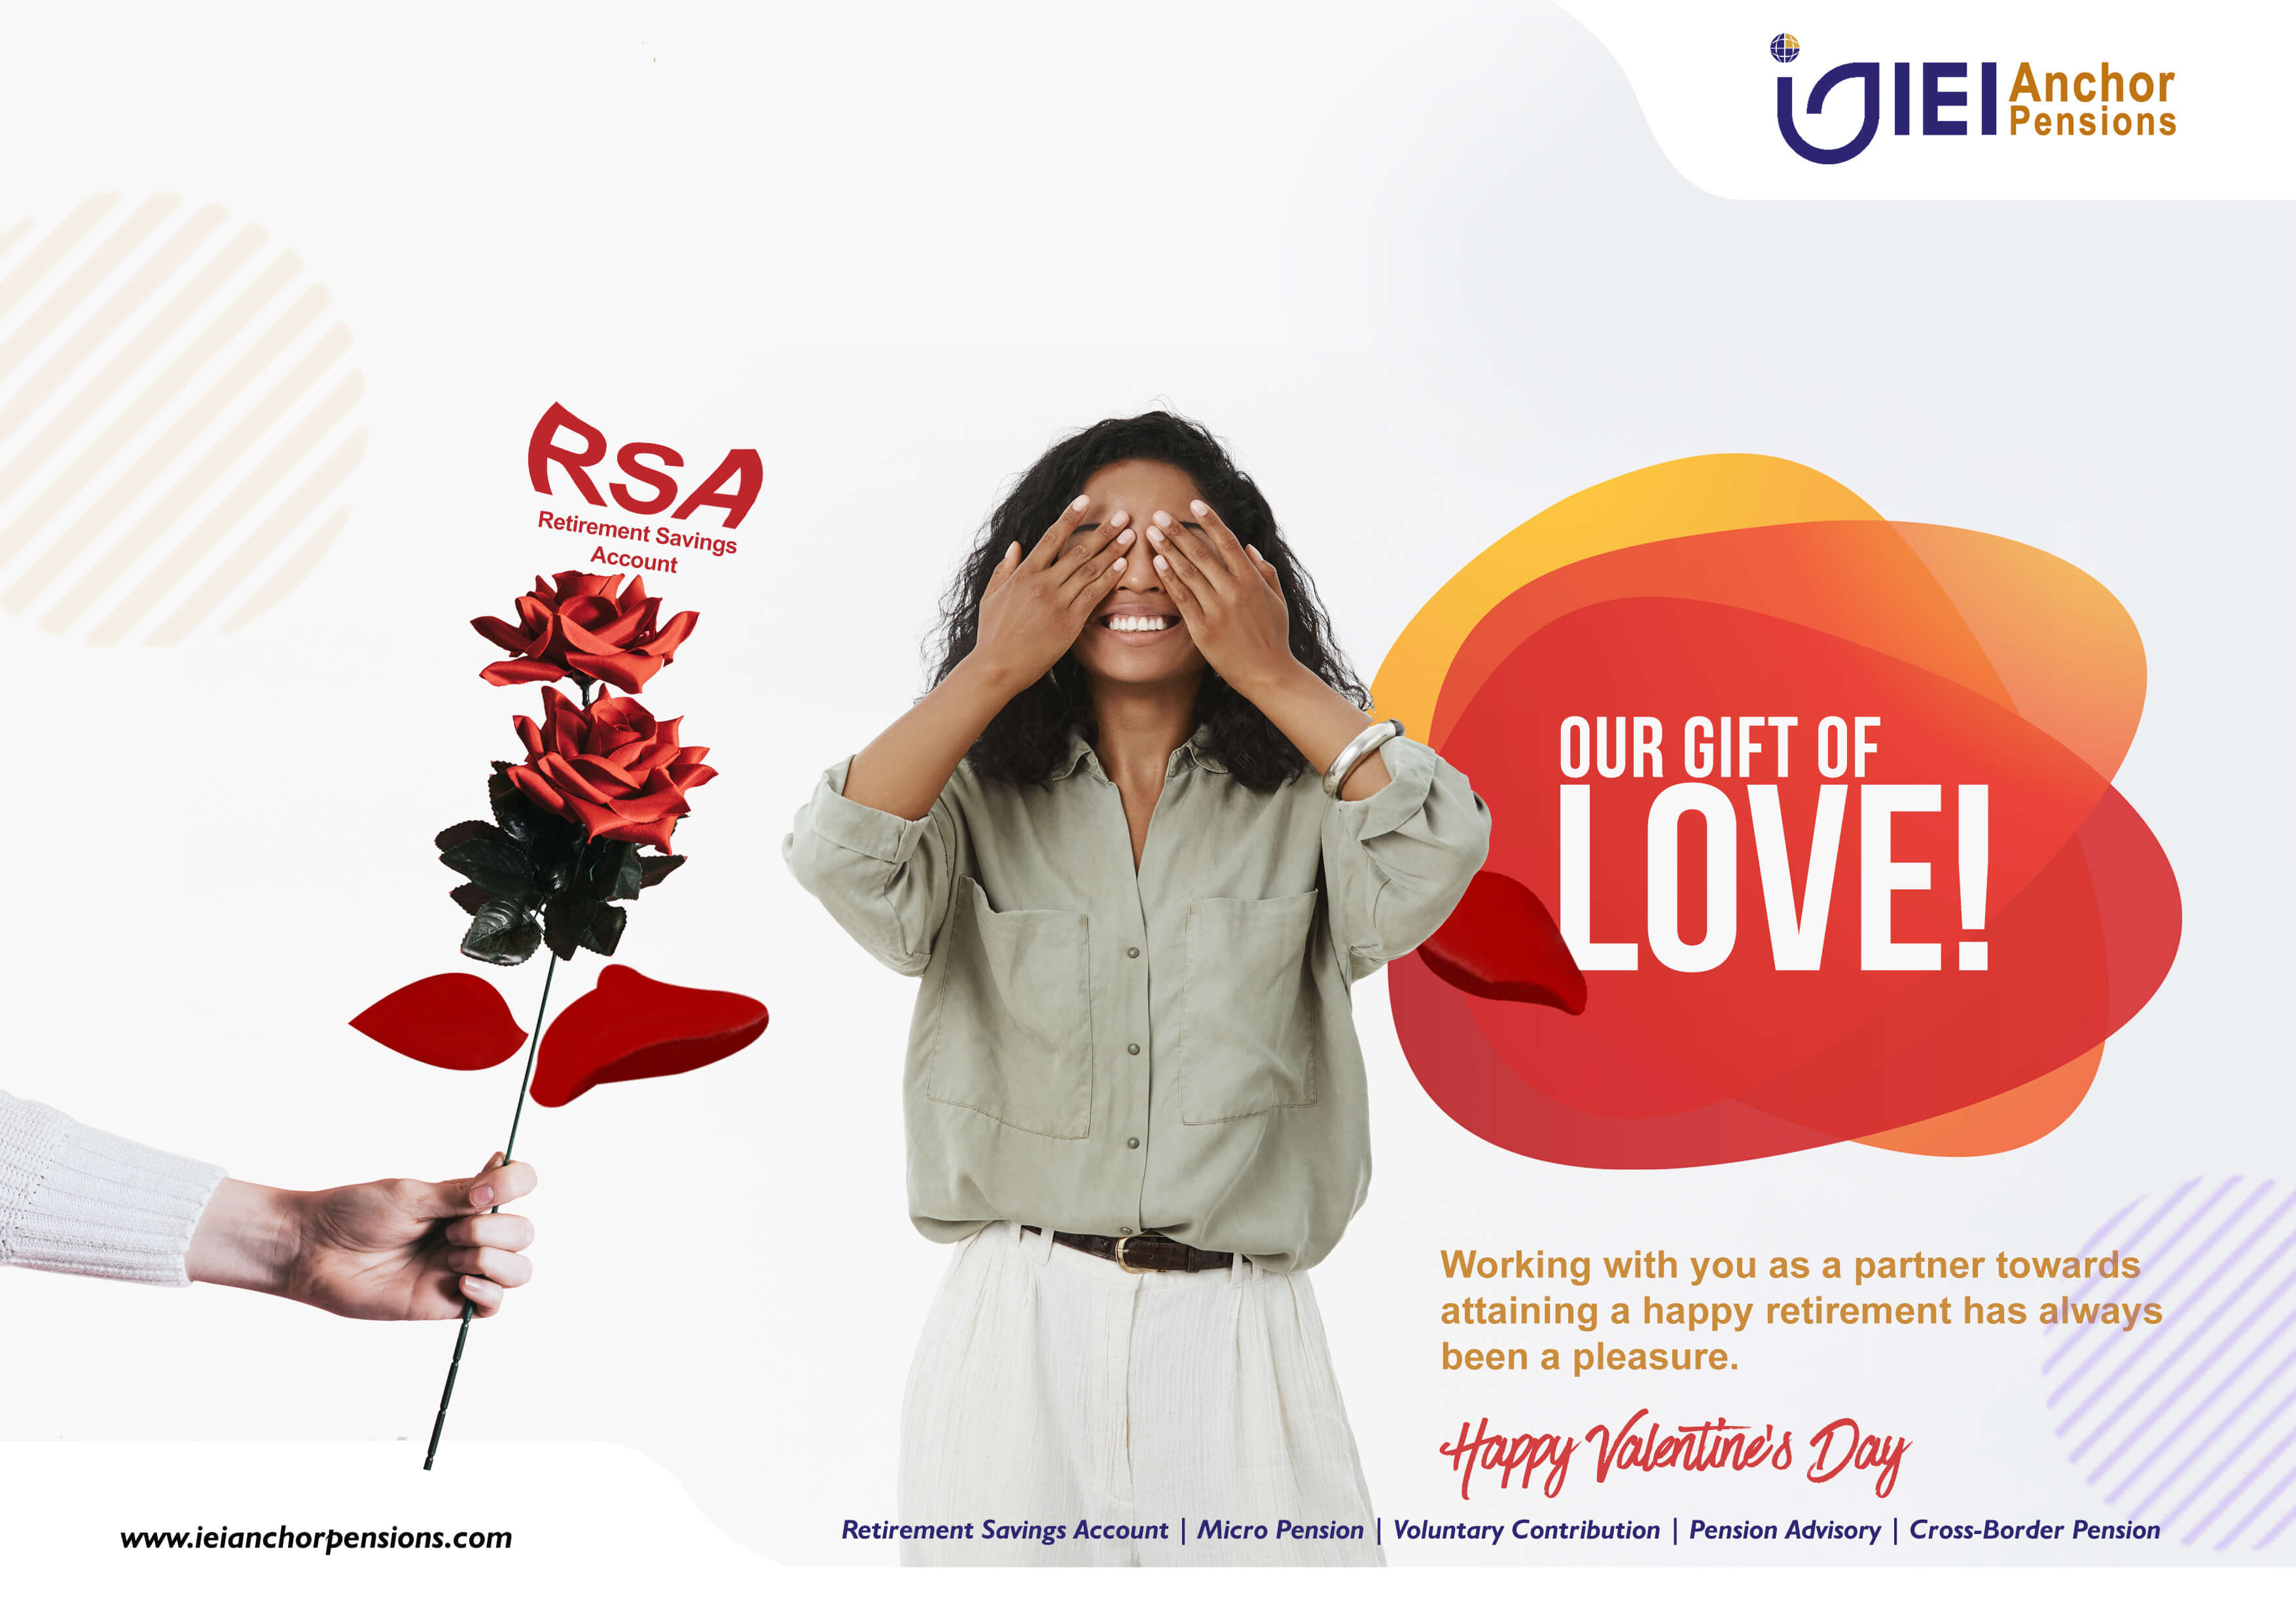 IEI Anchor
Pensions
RSA
Retirement Savings
Account
OUR GIFT OF
LOVE!
Working with you as a partner towards
attaining a happy retirement has always
been a pleasure.
Happy Valentine's Day
www.ieianchorpensions.com
Retirement Savings Account | Micro Pension | Voluntary Contribution | Pension Advisory | Cross-Border Pension